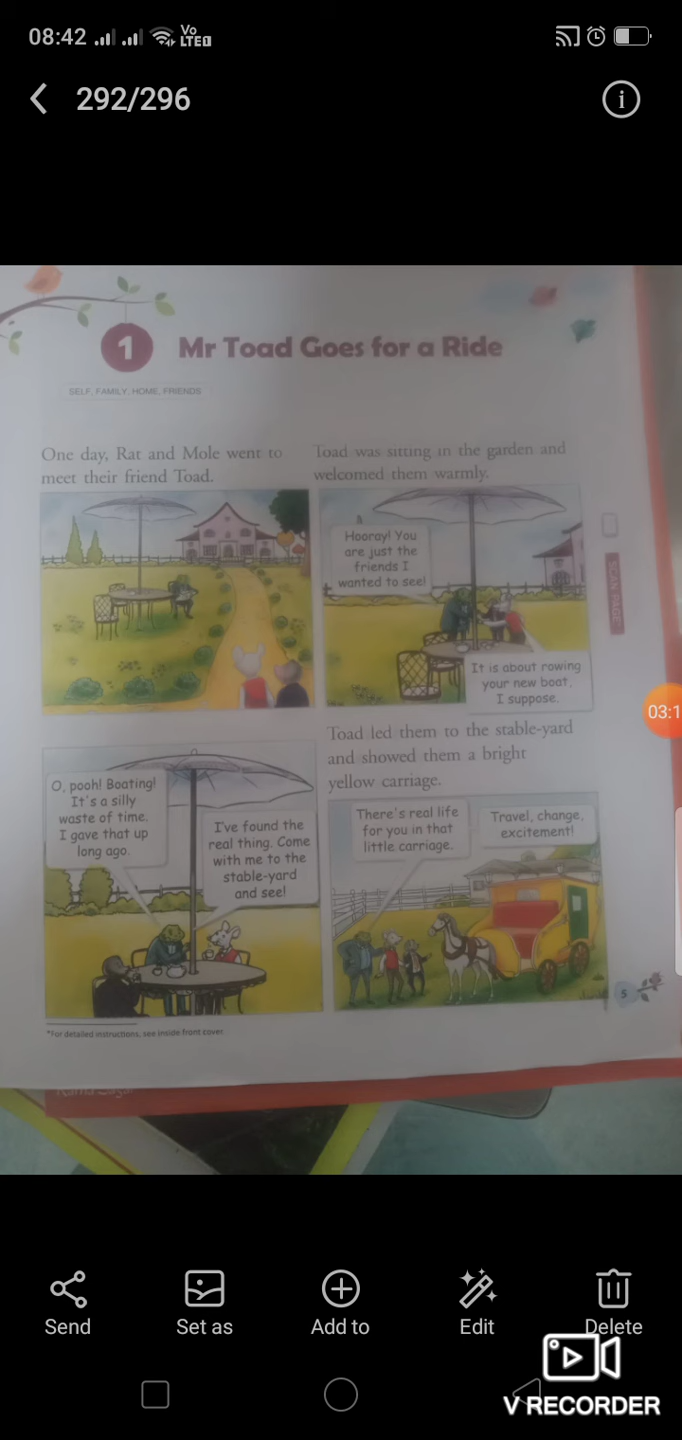 08:42
Vo
LTE1
292/296
1 Mr Toad Goes for a Ride
SELF, FAMILY, HOME, FRIENDS
One day, Rat and Mole went to
meet their friend Toad.
Toad was sitting in the garden and
welcomed them warmly.
Hooray! You
are just the
friends I
wanted to see!
It is about rowing
your new boat,
I suppose.
SCAN PAGE
03:1
O, pooh! Boating!
It's a silly
waste of time.
I gave that up
long ago.
I've found the
real thing. Come
with me to the
stable-yard
and see!
Toad led them to the stable-yard
and showed them a bright
yellow carriage.
There's real life
for you in that
little carriage.
Travel, change,
excitement!
5
*For detailed instructions, see inside front cover.
Send
Set as
Add to
Edit
Delete
V RECORDER